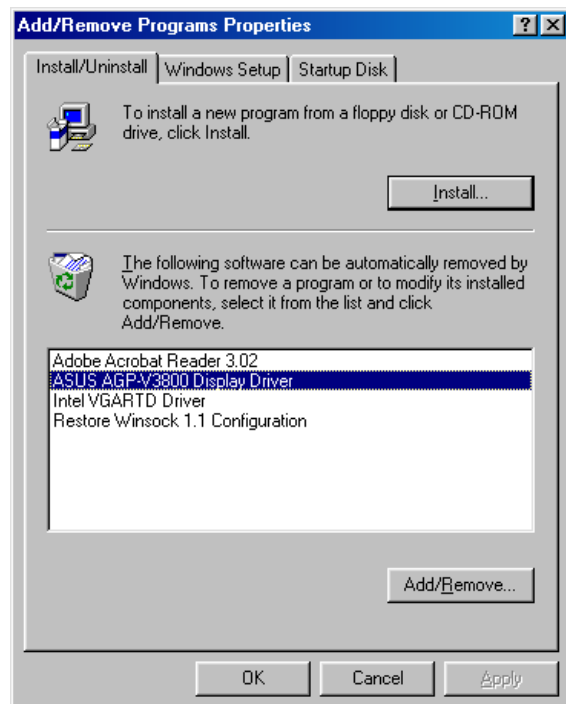 Add/Remove Programs Properties
Install/Uninstall Windows Setup Startup Disk
To install a new program from a floppy disk or CD-ROM
drive, click Install.
Install...
The following software can be automatically removed by
Windows. To remove a program or to modify its installed
components, select it from the list and click
Add/Remove.
Adobe Acrobat Reader 3.02
ASUS AGP-V3800 Display Driver
Intel VGARTD Driver
Restore Winsock 1.1 Configuration
Add/Remove...
OK Cancel Apply